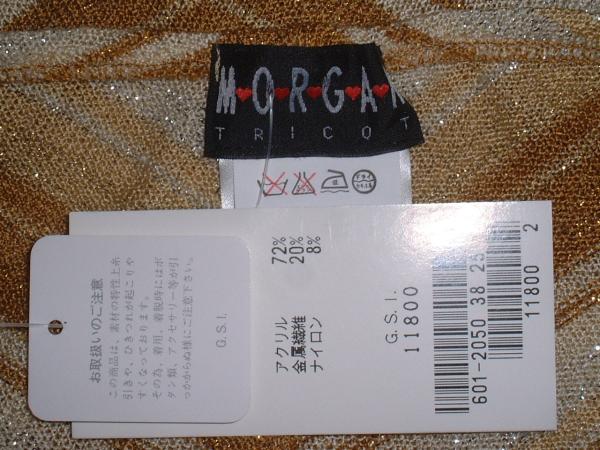 M♥O♥R♥G♥A♥N
TRICOT
ドライ
お取扱いのご注意
この商品は、素材の特性上糸
引きや、ひきつれが起こりや
すくなっております。
その為、着用、着脱時にはボ
タン類、アクセサリー等が引
っかからぬ様にご注意下さい。
G.S.I.
アクリル 72%
金属繊維 20%
ナイロン 8%
G.S.I.
11800
601-2050 38 25 2
11800